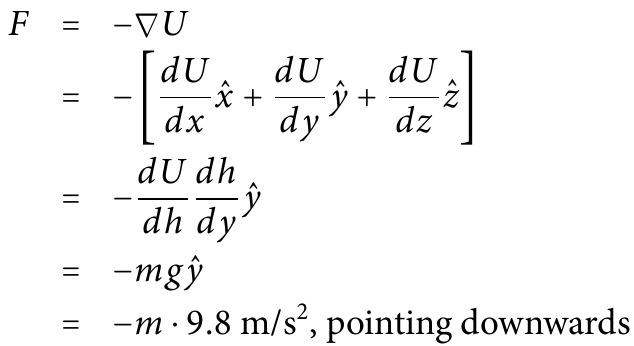 F = −∇U
= −[dU/dx x̂ + dU/dy ŷ + dU/dz ẑ]
= −dU/dh dh/dy ŷ
= −mgŷ
= −m · 9.8 m/s², pointing downwards